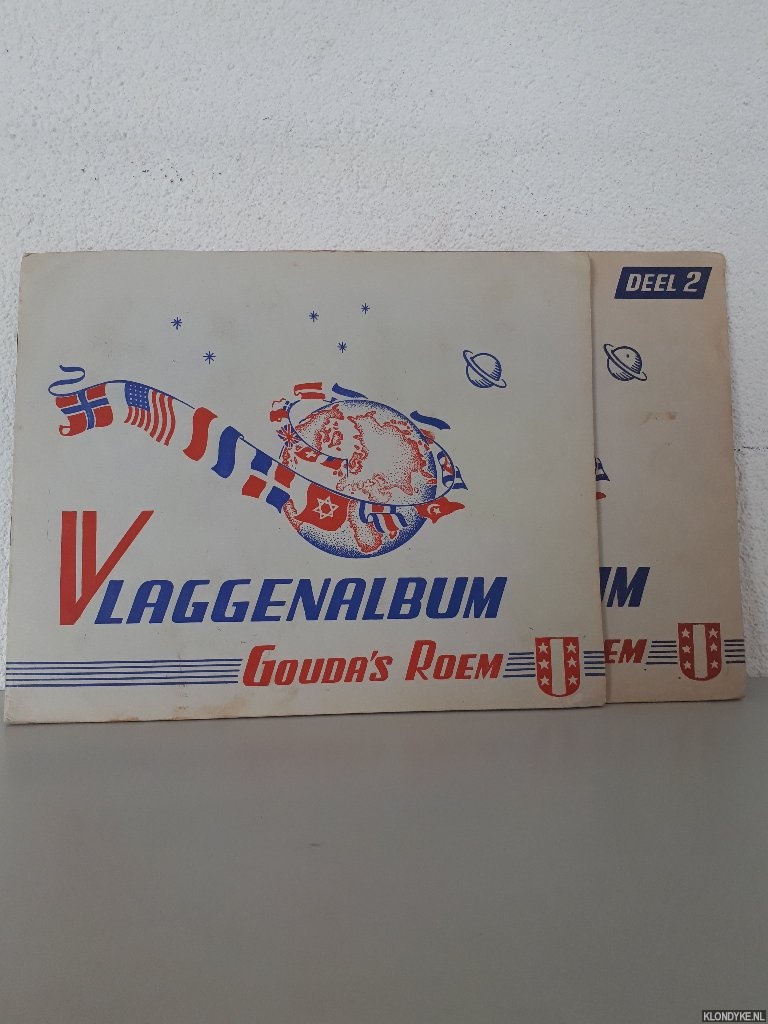 VLAGGENALBUM
GOUDA'S ROEM
DEEL 2
UM
EM
KLONDYKE.NL